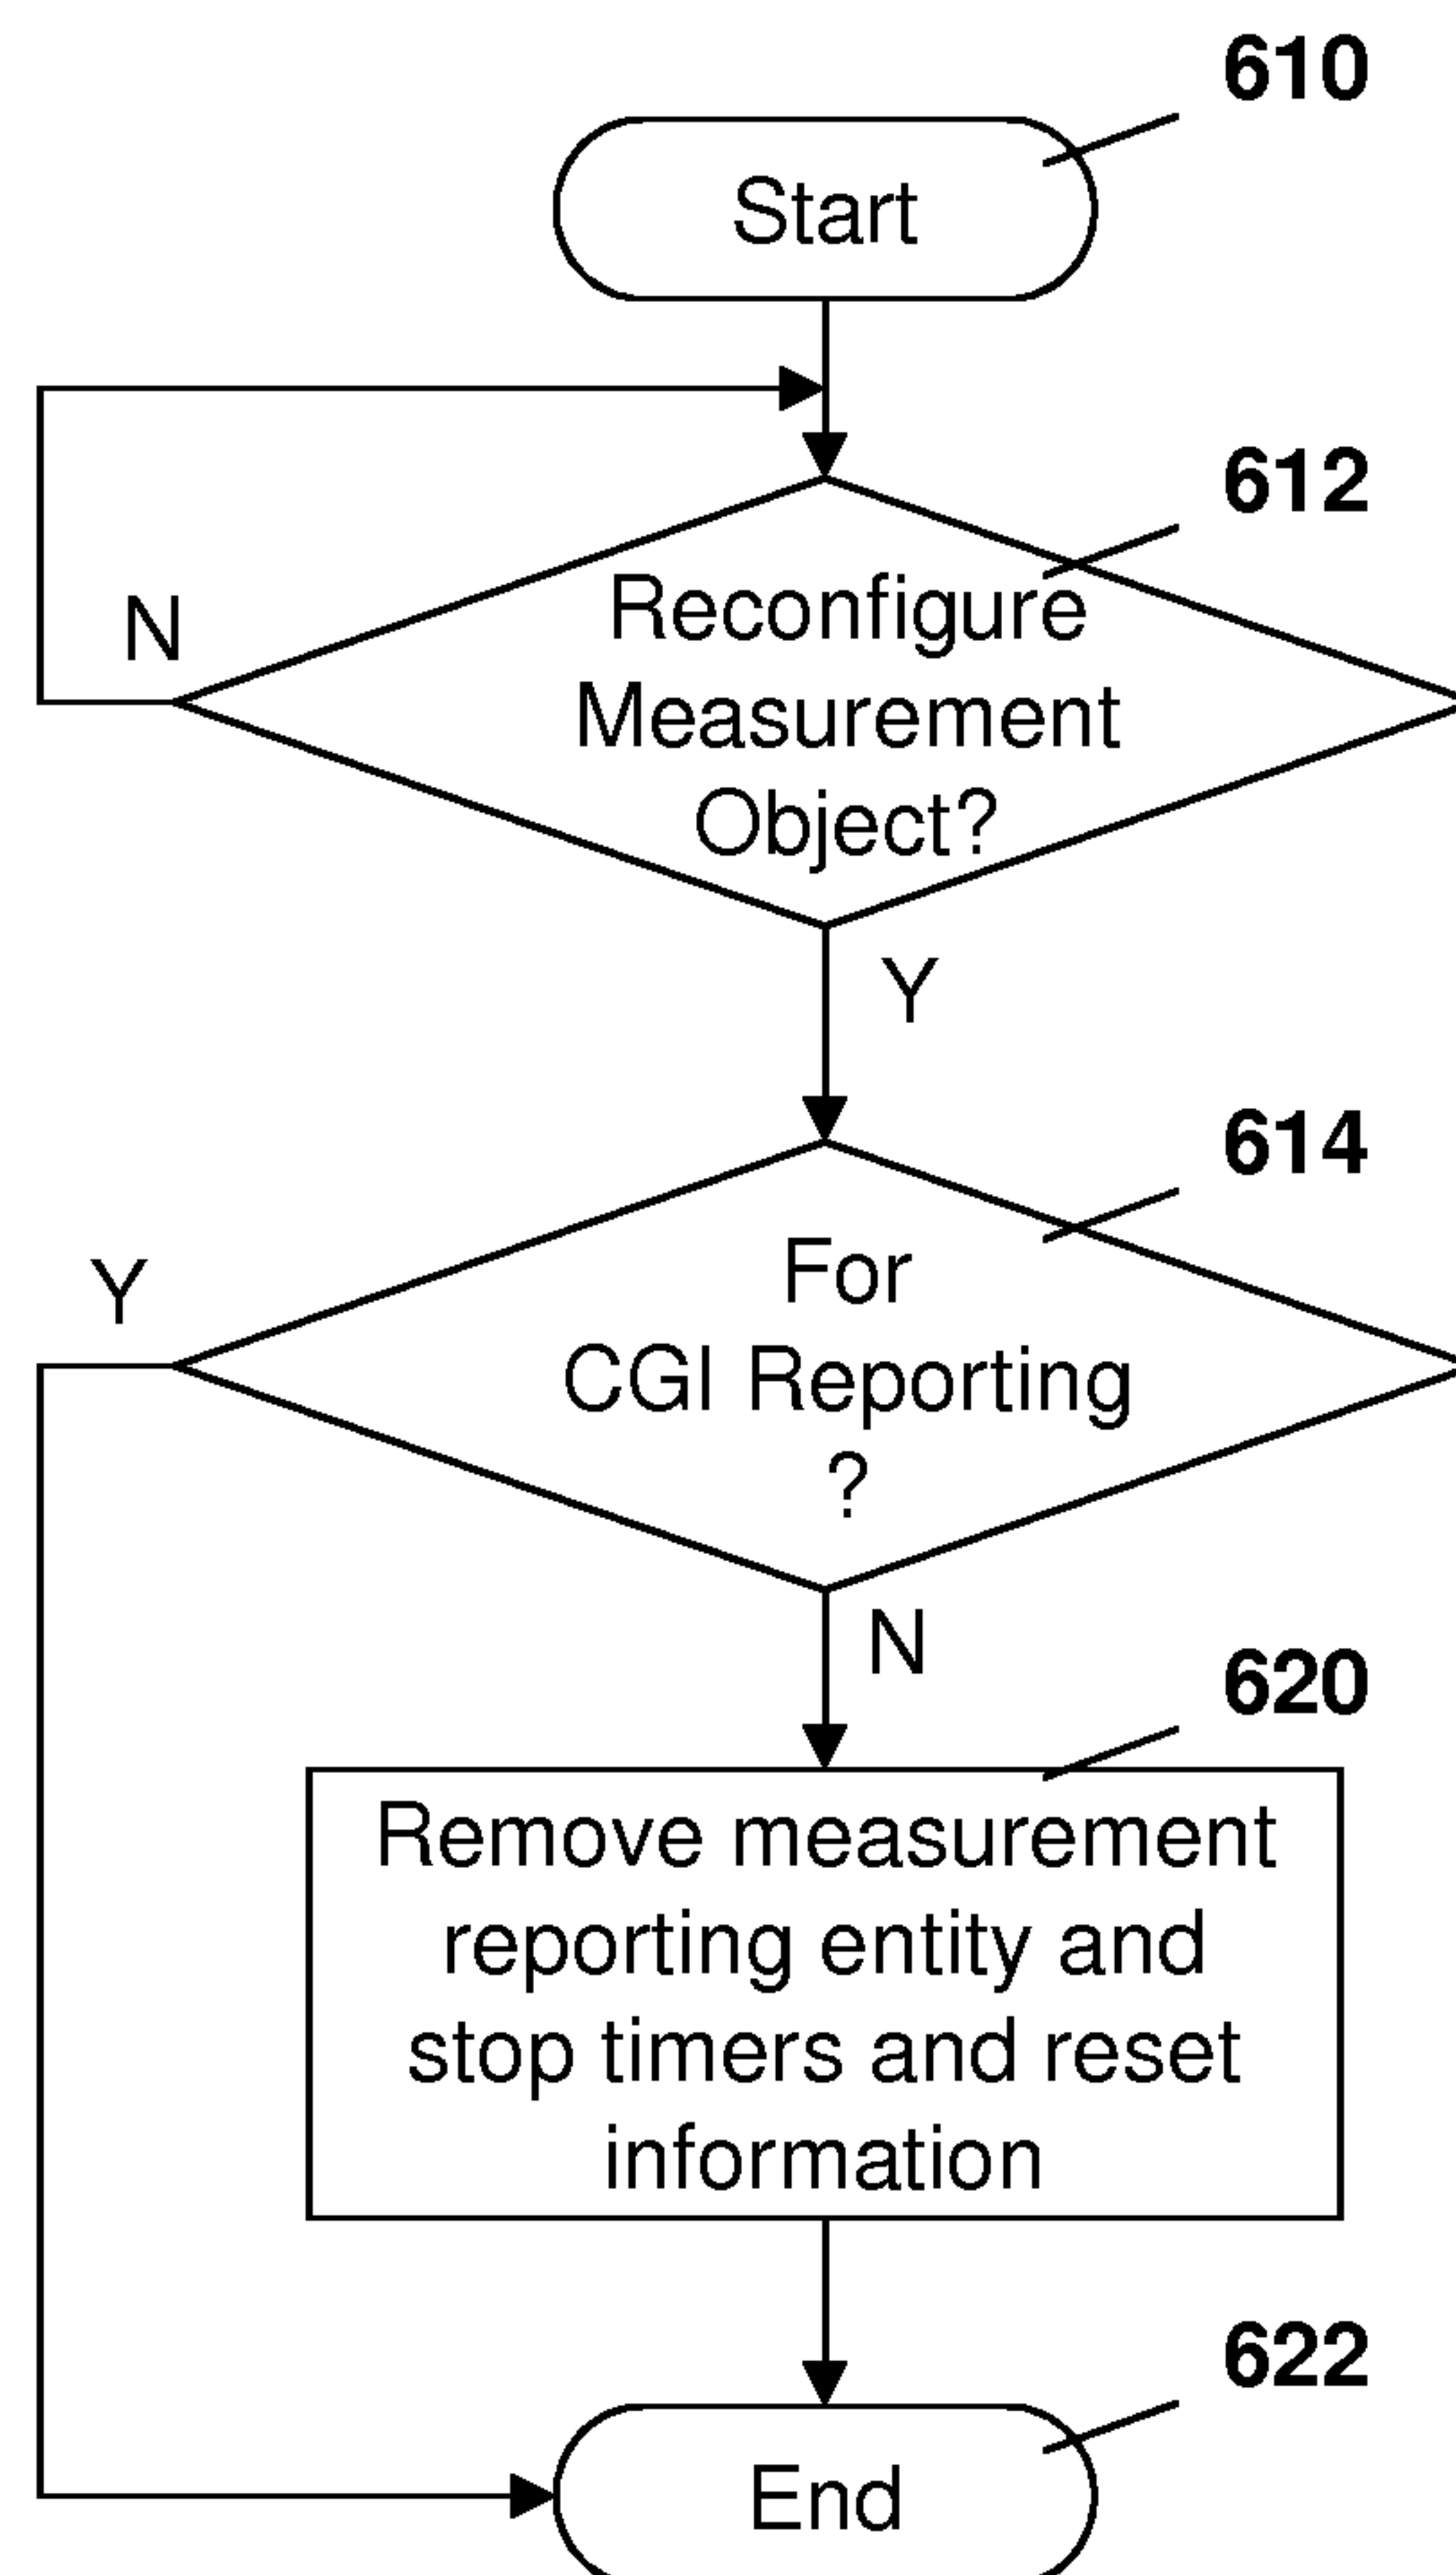 610
Start
612
Reconfigure
Measurement
Object?
N
Y
614
For
CGI Reporting
?
Y
N
620
Remove measurement
reporting entity and
stop timers and reset
information
622
End